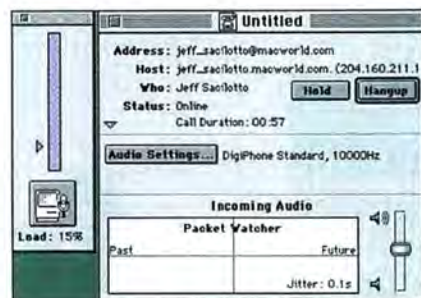 Untitled
Address: jeff_sacilotto@macworld.com
Host: jeff_sacilotto.macworld.com. (204.160.211.1
Who: Jeff Sacilotto
Hold
Hangup
Status: Online
Call Duration: 00:57
Audio Settings... DigiPhone Standard, 10000Hz
Load: 15%
Incoming Audio
Packet Watcher
Past
Future
Jitter: 0.1s